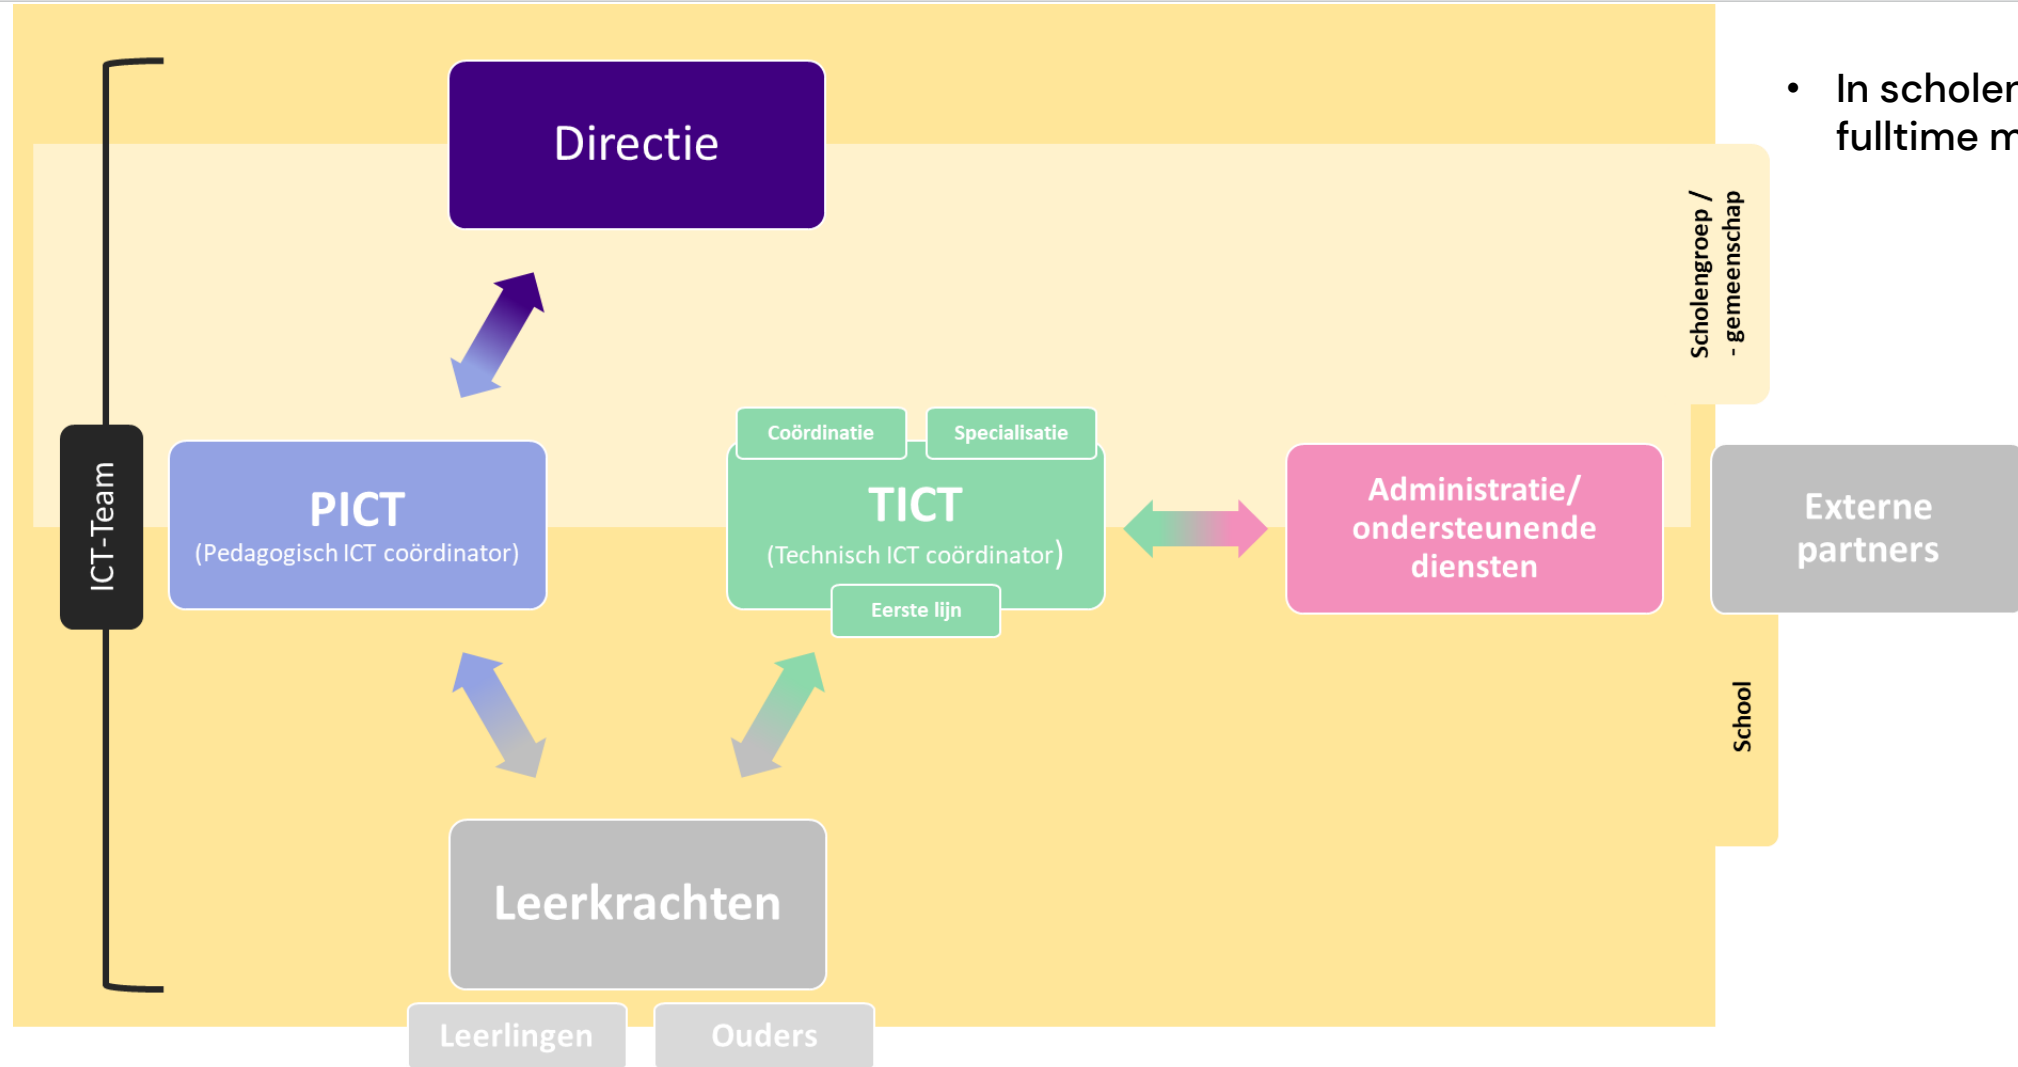 Directie
• In scholen
fulltime
Scholengroep /
- gemeenschap
ICT-Team
PICT
(Pedagogisch ICT coördinator)
Coördinatie
Specialisatie
TICT
(Technisch ICT coördinator)
Eerste lijn
Administratie/
ondersteunende
diensten
Externe
partners
School
Leerkrachten
Leerlingen
Ouders